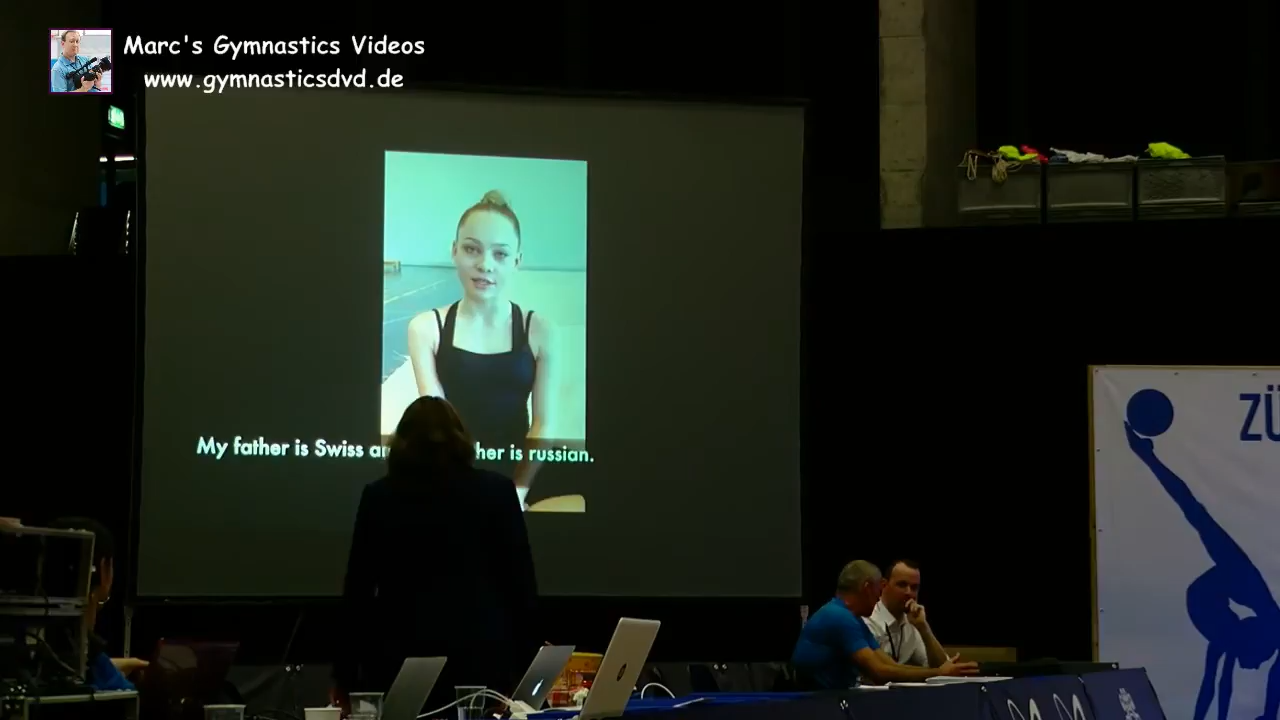 Marc's Gymnastics Videos
www.gymnasticsdvd.de
My father is Swiss her is russian.
ZÜ